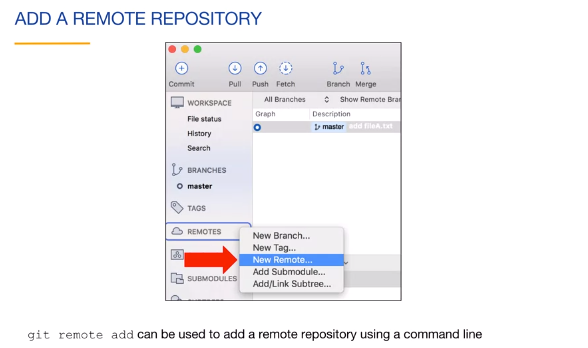 ADD A REMOTE REPOSITORY
Commit Pull Push Fetch Branch Merge
WORKSPACE
All Branches Show Remote Bran
File status
Graph Description
master add fileA.txt
History
Search
BRANCHES
master
TAGS
REMOTES
New Branch...
New Tag...
New Remote...
Add Submodule...
SUBMODULES
Add/Link Subtree...
git remote add can be used to add a remote repository using a command line